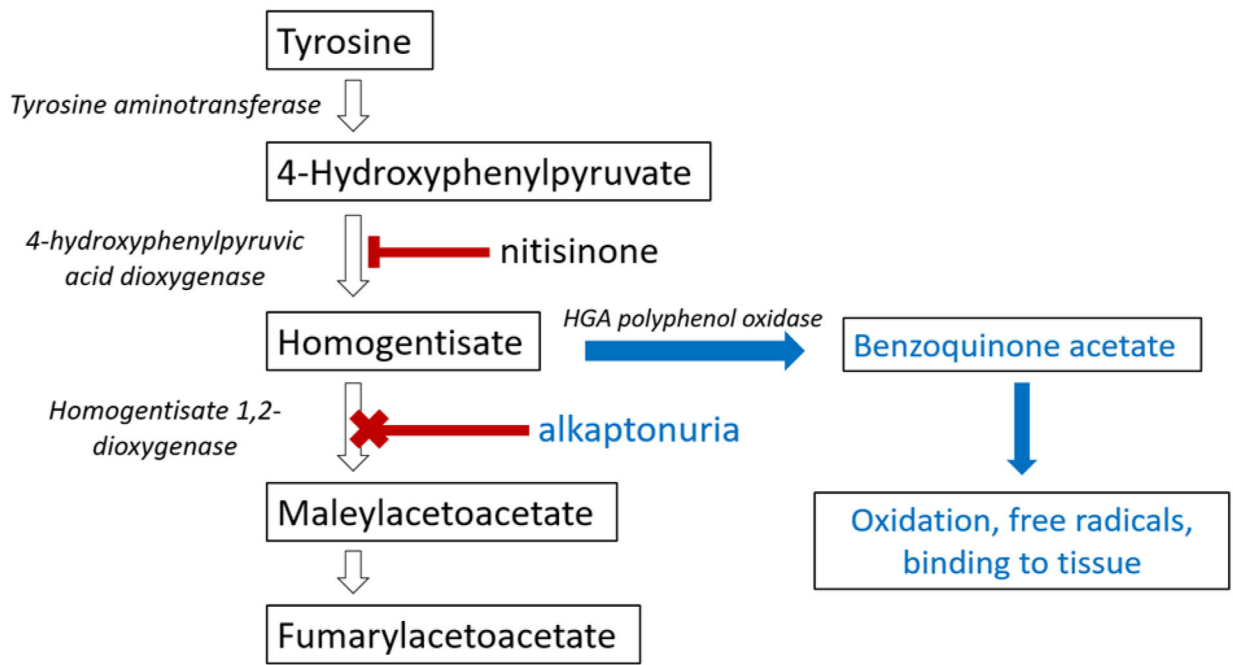 Tyrosine
Tyrosine aminotransferase
4-Hydroxyphenylpyruvate
4-hydroxyphenylpyruvic
acid dioxygenase
nitisinone
Homogentisate
HGA polyphenol oxidase
Benzoquinone acetate
Homogentisate 1,2-
dioxygenase
alkaptonuria
Maleylacetoacetate
Oxidation, free radicals,
binding to tissue
Fumarylacetoacetate